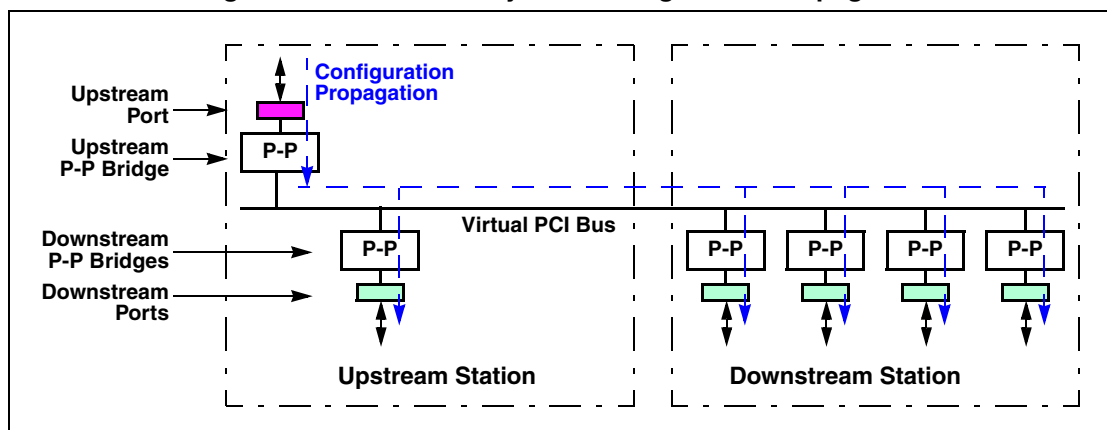 Configuration
Propagation
Upstream
Port
Upstream
P-P Bridge
P-P
Virtual PCI Bus
Downstream
P-P Bridges
P-P
P-P
P-P
P-P
P-P
Downstream
Ports
Upstream Station
Downstream Station